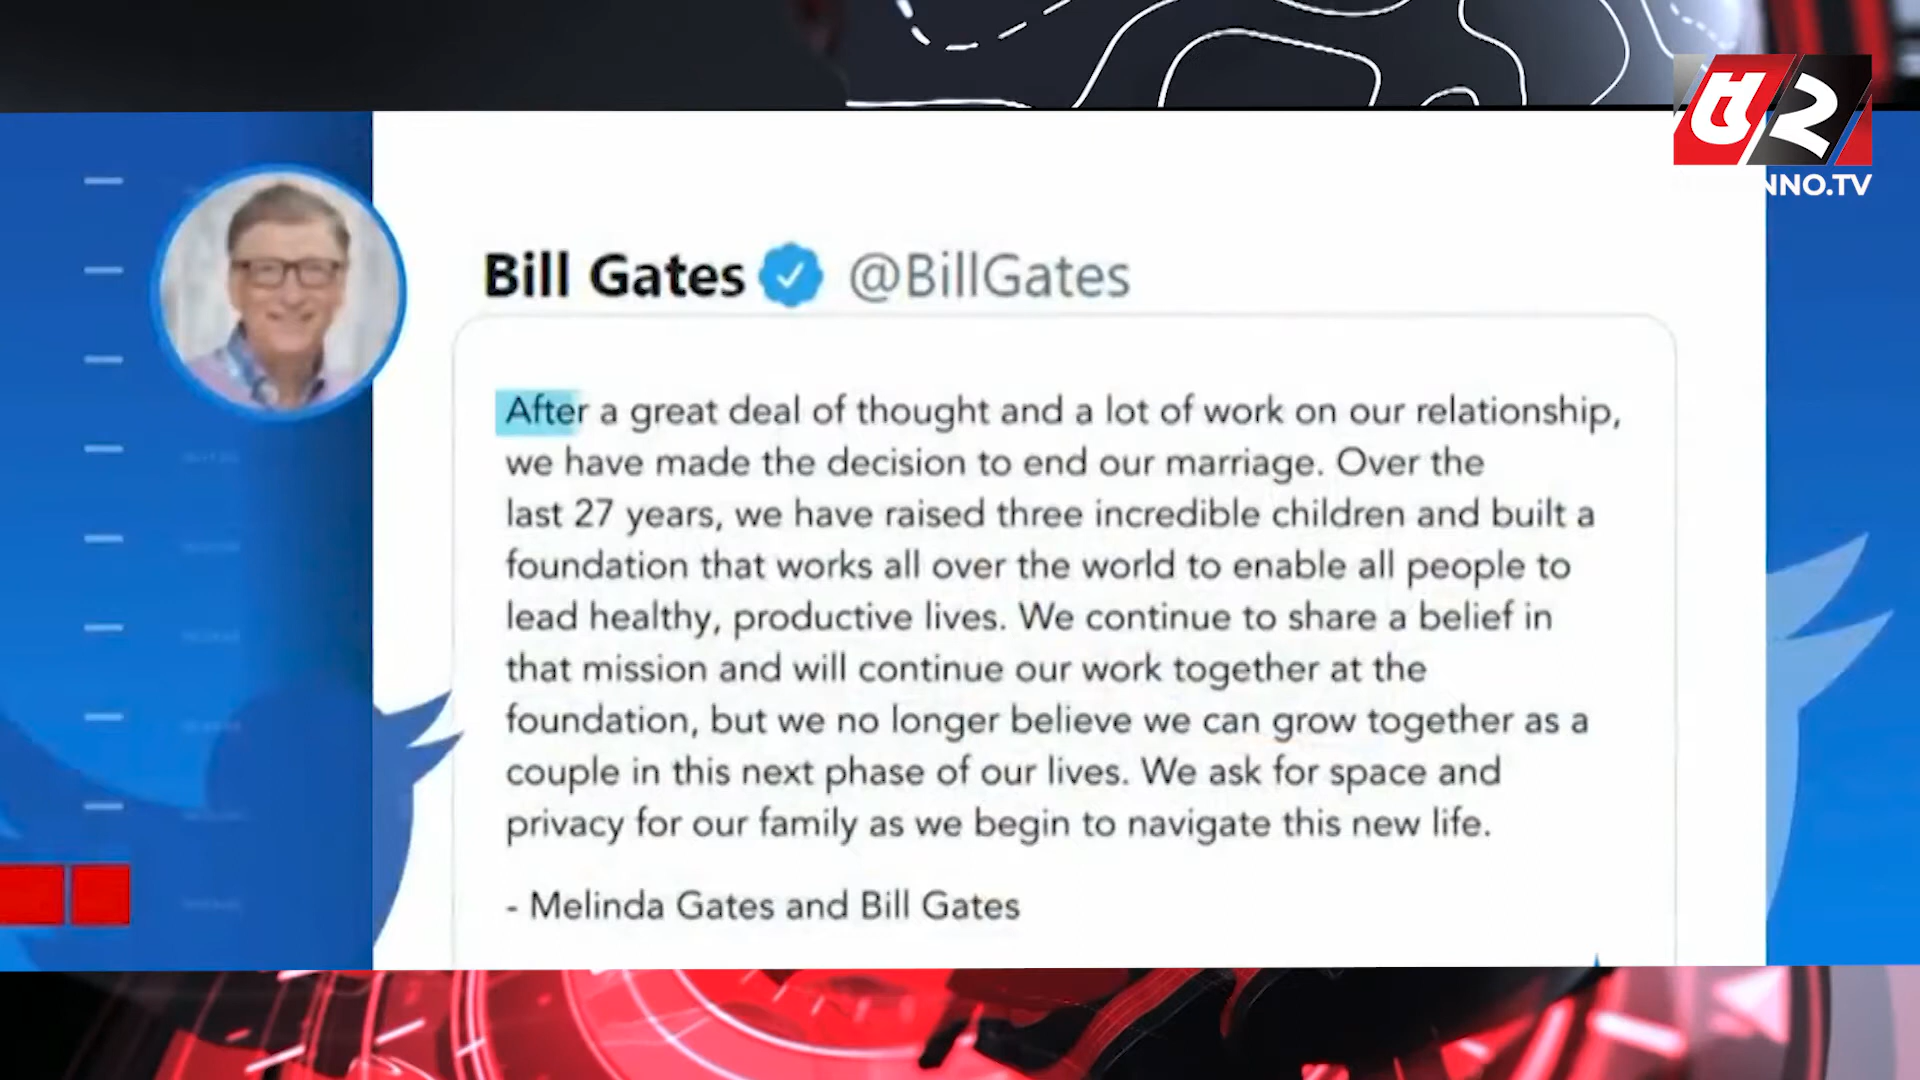 NNO.TV
Bill Gates @BillGates
After a great deal of thought and a lot of work on our relationship,
we have made the decision to end our marriage. Over the
last 27 years, we have raised three incredible children and built a
foundation that works all over the world to enable all people to
lead healthy, productive lives. We continue to share a belief in
that mission and will continue our work together at the
foundation, but we no longer believe we can grow together as a
couple in this next phase of our lives. We ask for space and
privacy for our family as we begin to navigate this new life.
- Melinda Gates and Bill Gates